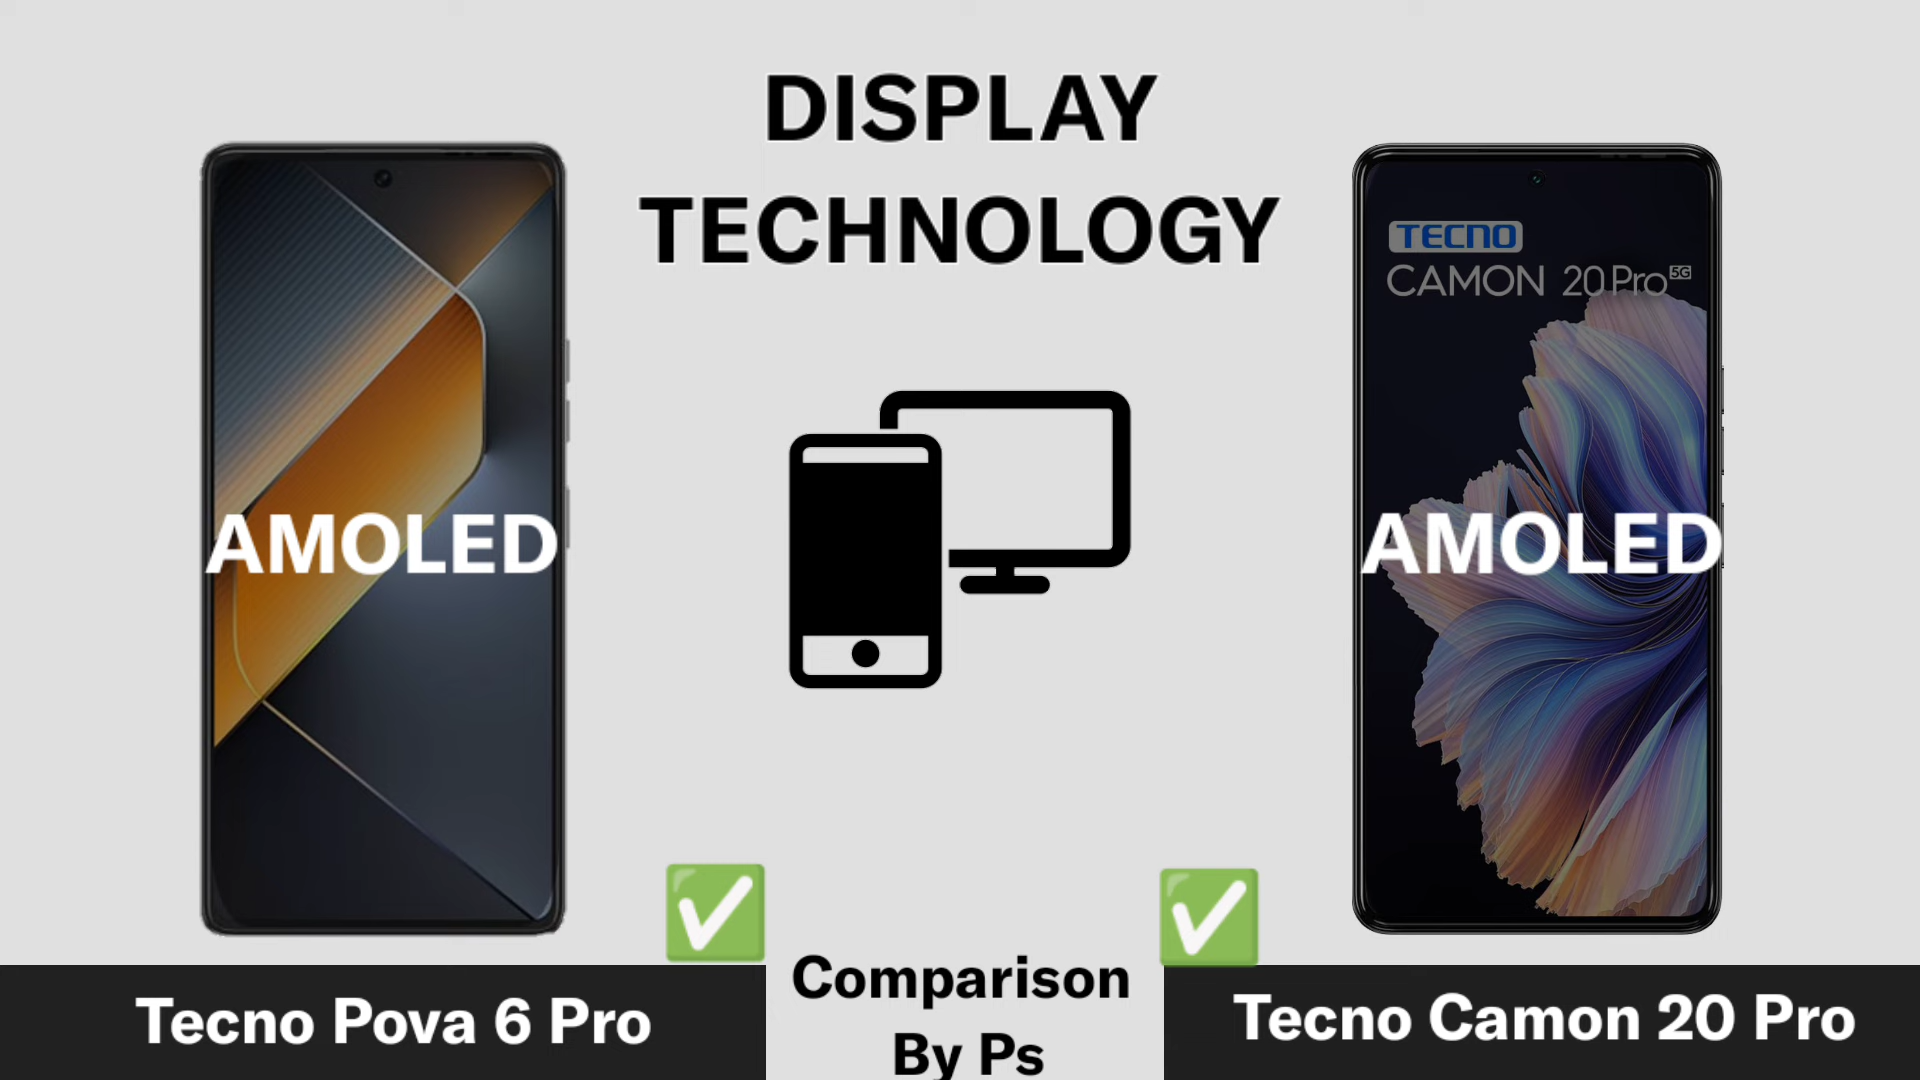 DISPLAY
TECHNOLOGY
TECNO
CAMON 20 Pro 5G
AMOLED
AMOLED
Tecno Pova 6 Pro
Comparison
By Ps
Tecno Camon 20 Pro